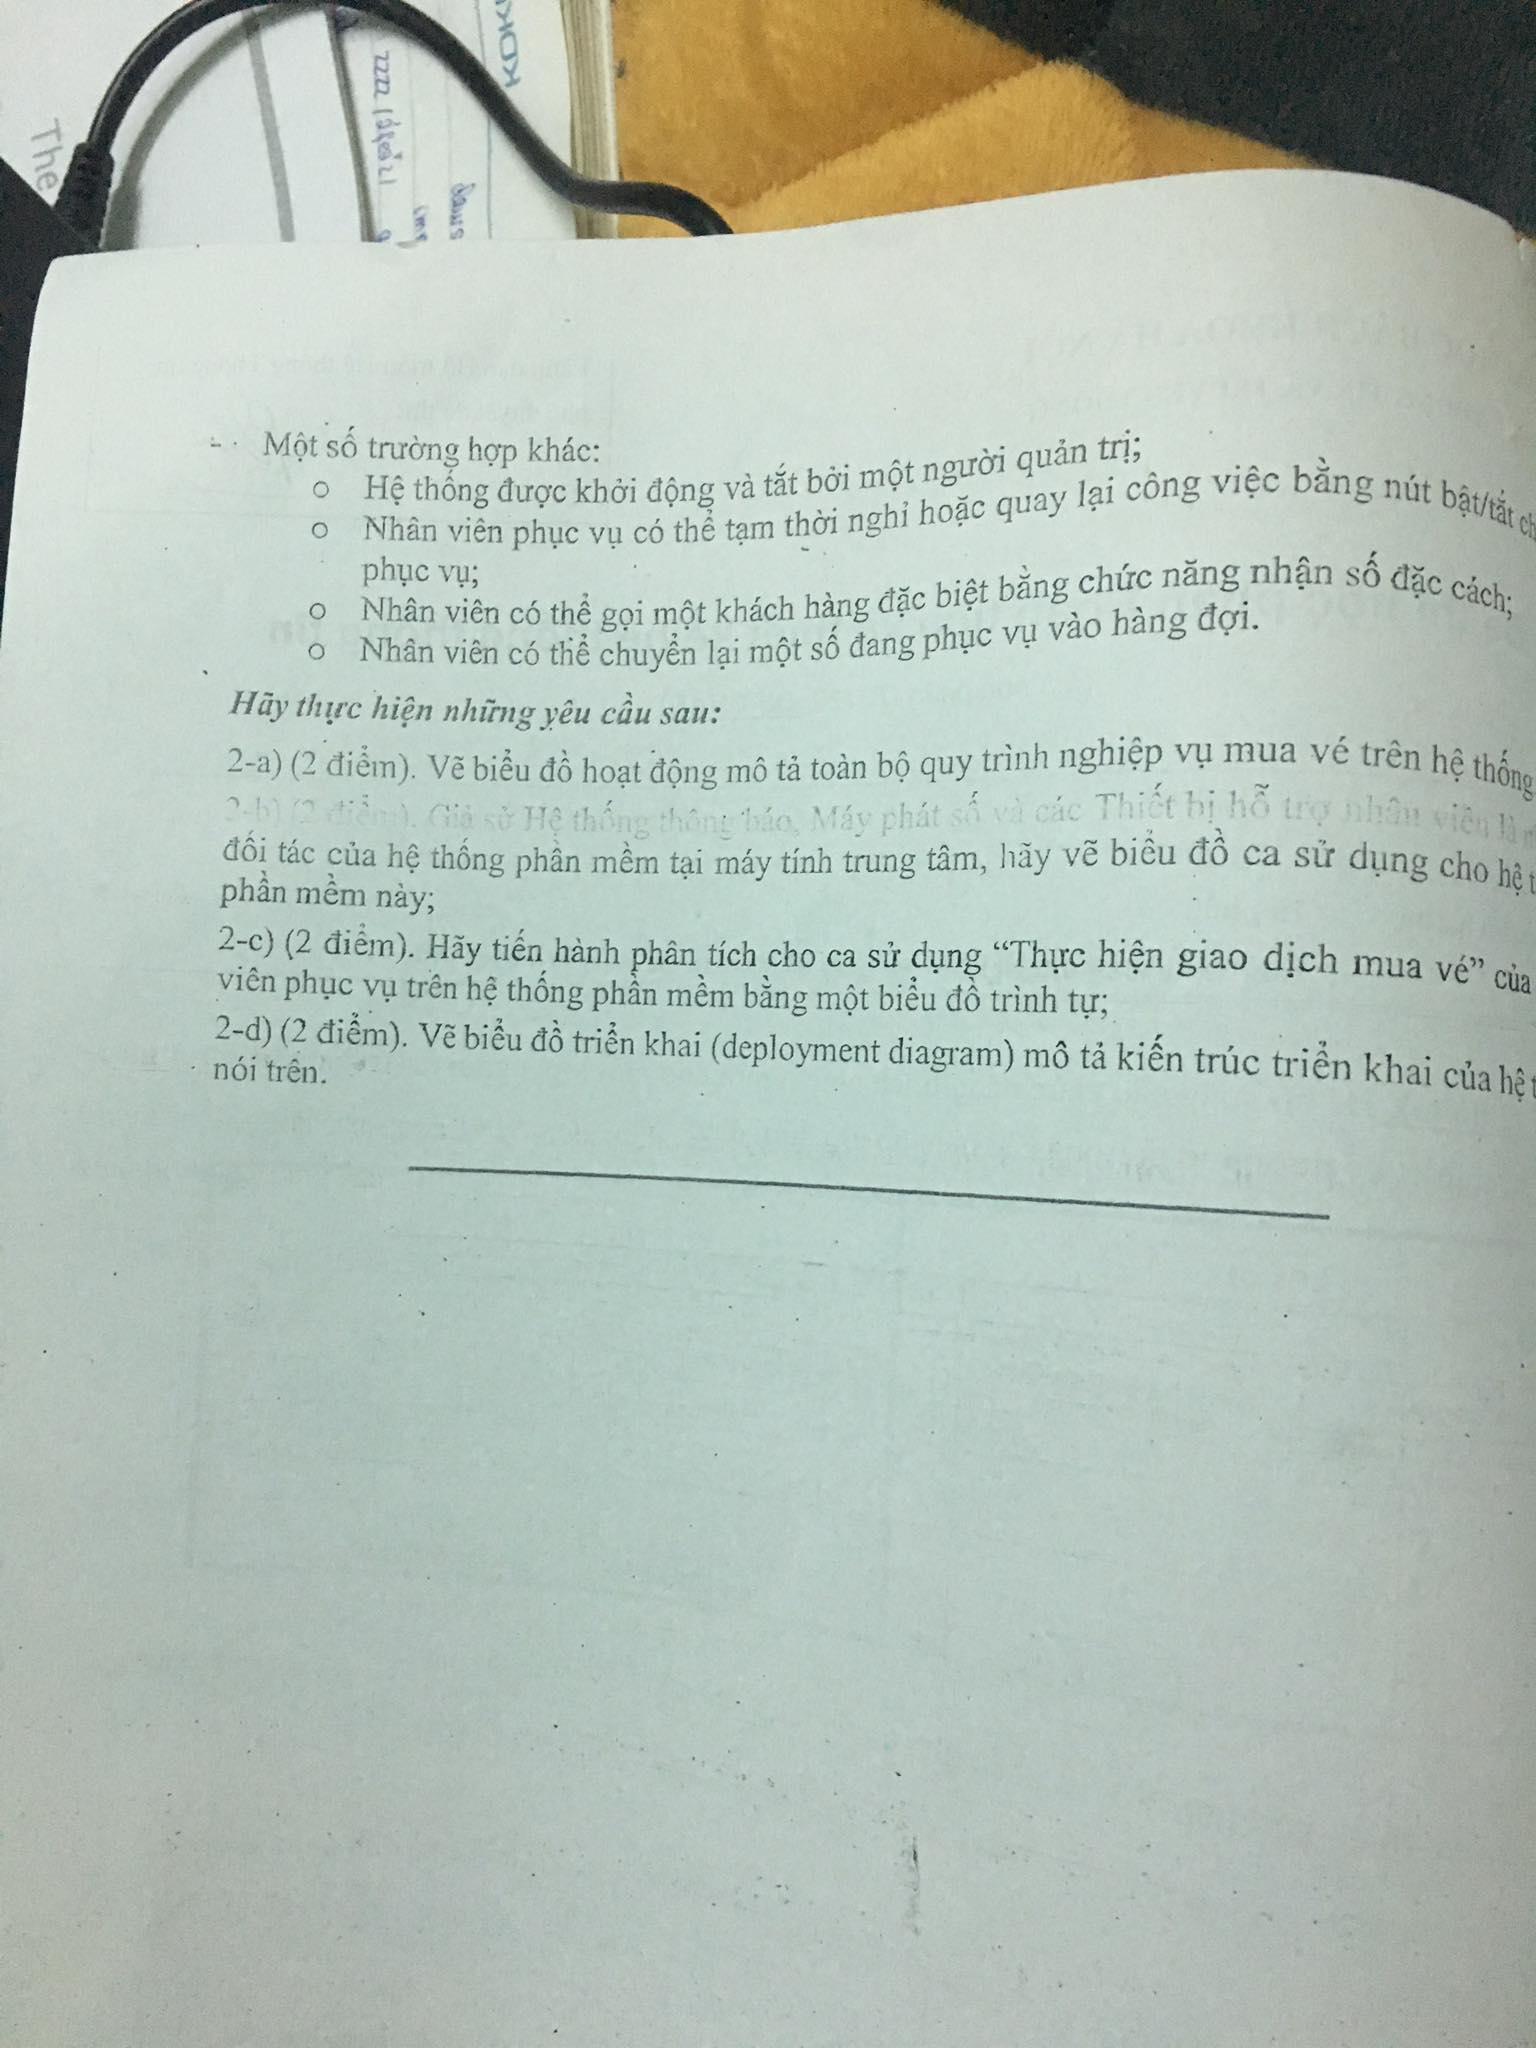 KOKU
The
2222
- Một số trường hợp khác:
o Hệ thống được khởi động và tắt bởi một người quản trị;
o Nhân viên phục vụ có thể tạm thời nghỉ hoặc quay lại công việc bằng nút bật/tắt ch
phục vụ;
o Nhân viên có thể gọi một khách hàng đặc biệt bằng chức năng nhận số đặc cách;
o Nhân viên có thể chuyển lại một số đang phục vụ vào hàng đợi.
Hãy thực hiện những yêu cầu sau:
2-a) (2 điểm). Vẽ biểu đồ hoạt động mô tả toàn bộ quy trình nghiệp vụ mua vé trên hệ thống
2-b) (2 điểm). Giả sử Hệ thống thông báo, Máy phát số và các Thiết bị hỗ trợ nhân viên là
đối tác của hệ thống phần mềm tại máy tính trung tâm, hãy vẽ biểu đồ ca sử dụng cho hệ t
phần mềm này;
2-c) (2 điểm). Hãy tiến hành phân tích cho ca sử dụng “Thực hiện giao dịch mua vé” của
viên phục vụ trên hệ thống phần mềm bằng một biểu đồ trình tự;
2-d) (2 điểm). Vẽ biểu đồ triển khai (deployment diagram) mô tả kiến trúc triển khai của hệ t
nói trên.